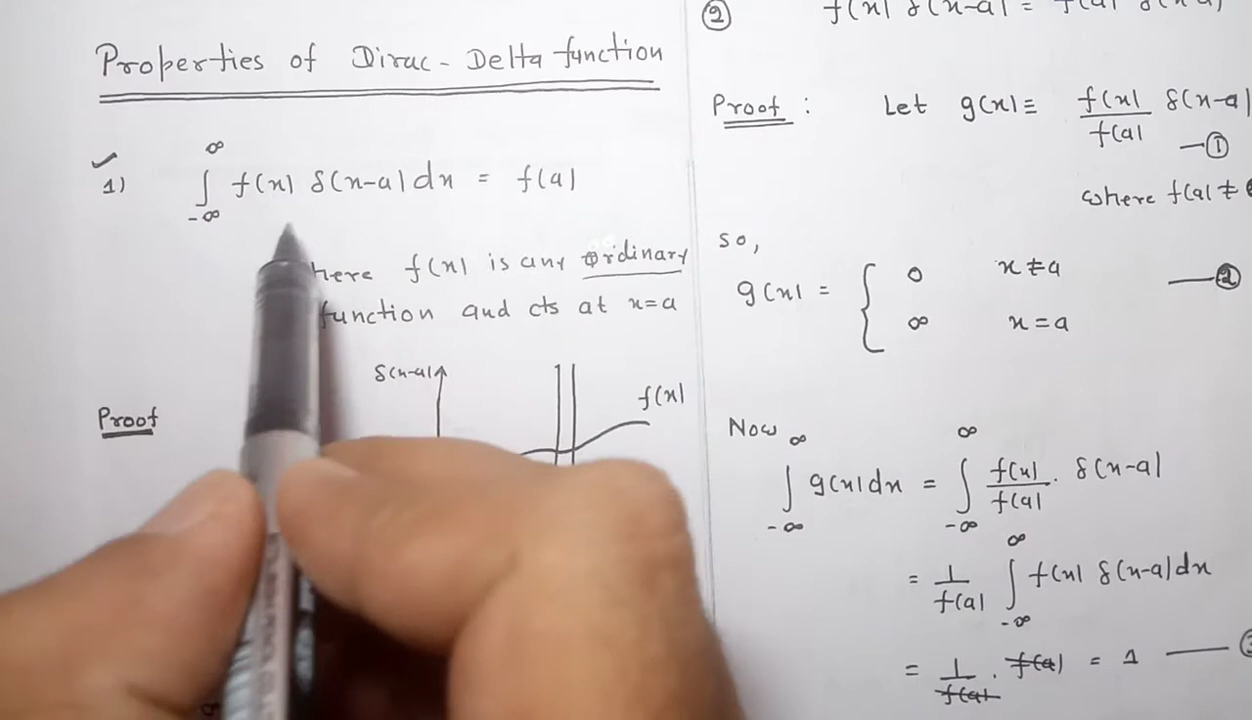 Properties of Dirac-Delta function
1) ∫_{-∞}^{∞} f(x) δ(x-a) dx = f(a)
here f(x) is any ordinary
function and cts at x=a
Proof
δ(x-a)
f(x)
② f(x) δ(x-a) =
Proof : Let g(x) ≡ f(x)/f(a) δ(x-a) —①
where f(a) ≠
so,
g(x) = { 0 x≠a —②
∞ x=a
Now
∫_{-∞}^{∞} g(x) dx = ∫_{-∞}^{∞} f(x)/f(a) . δ(x-a)
= 1/f(a) ∫_{-∞}^{∞} f(x) δ(x-a) dx
= 1/f(a) . f(a) = 1 —③